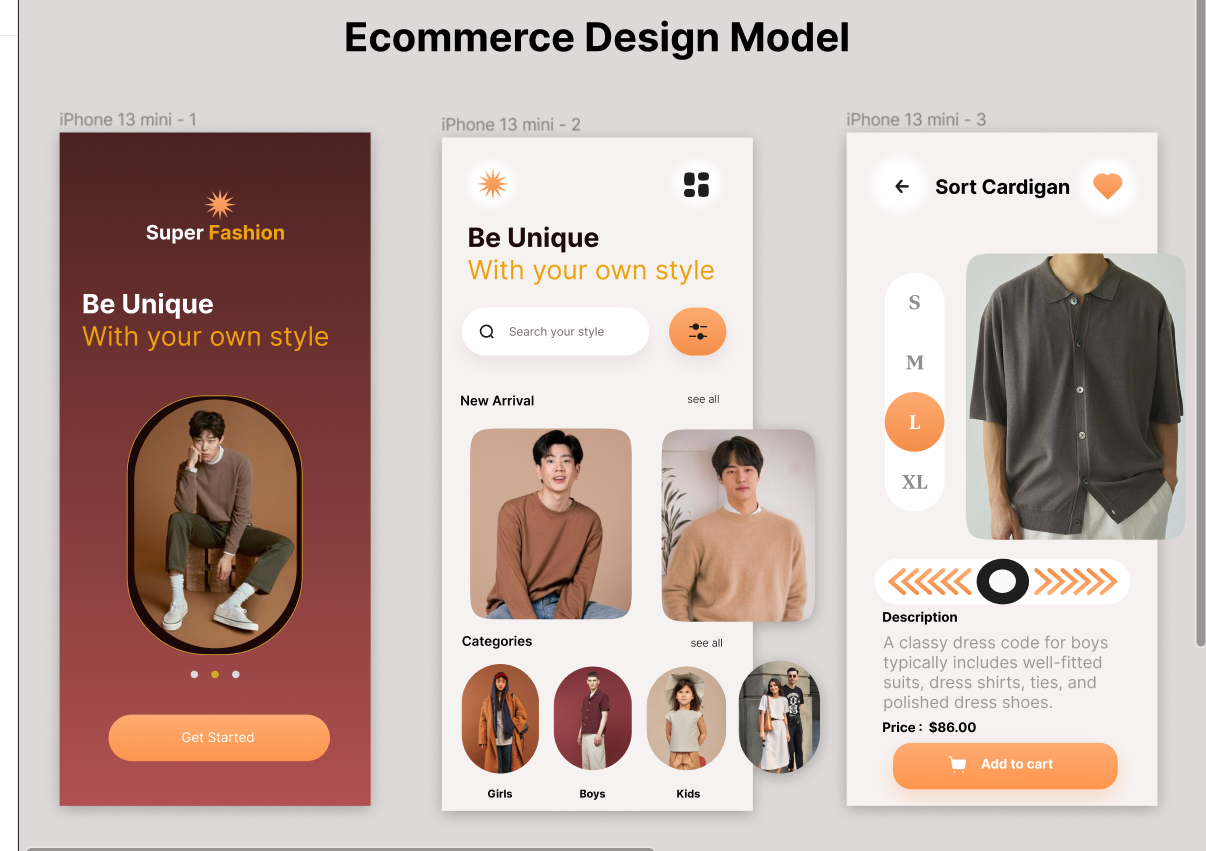 Ecommerce Design Model
iPhone 13 mini - 1
Super Fashion
Be Unique
With your own style
Get Started
iPhone 13 mini - 2
Be Unique
With your own style
Search your style
New Arrival
see all
Categories
see all
Girls
Boys
Kids
iPhone 13 mini - 3
Sort Cardigan
S
M
L
XL
Description
A classy dress code for boys
typically includes well-fitted
suits, dress shirts, ties, and
polished dress shoes.
Price : $86.00
Add to cart